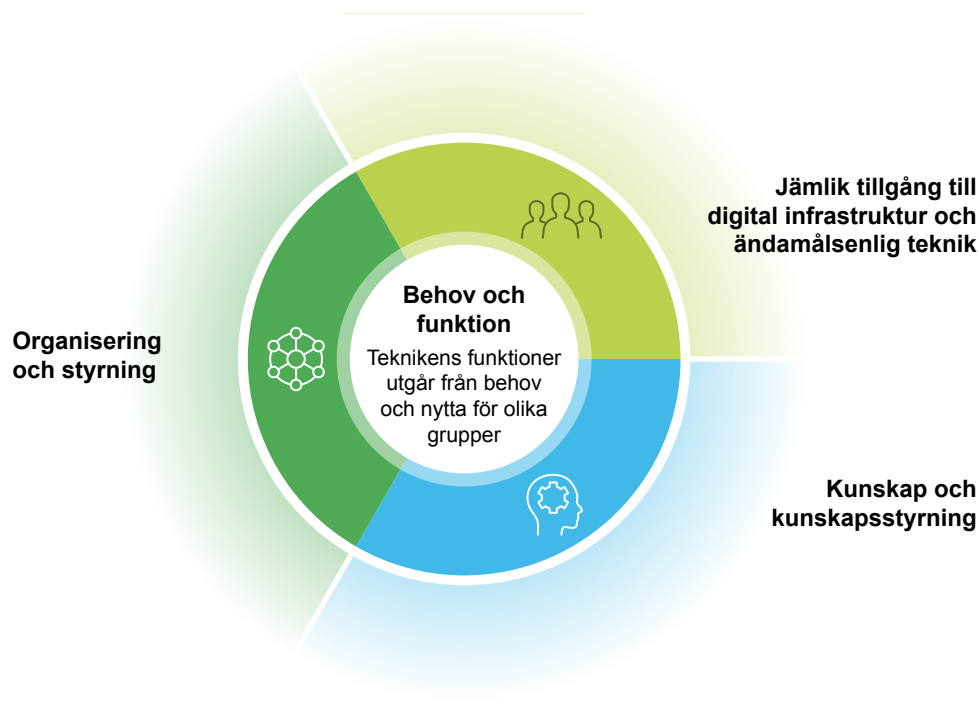 Jämlik tillgång till
digital infrastruktur och
ändamålsenlig teknik
Behov och
funktion
Teknikens funktioner
utgår från behov
och nytta för olika
grupper
Organisering
och styrning
Kunskap och
kunskapsstyrning